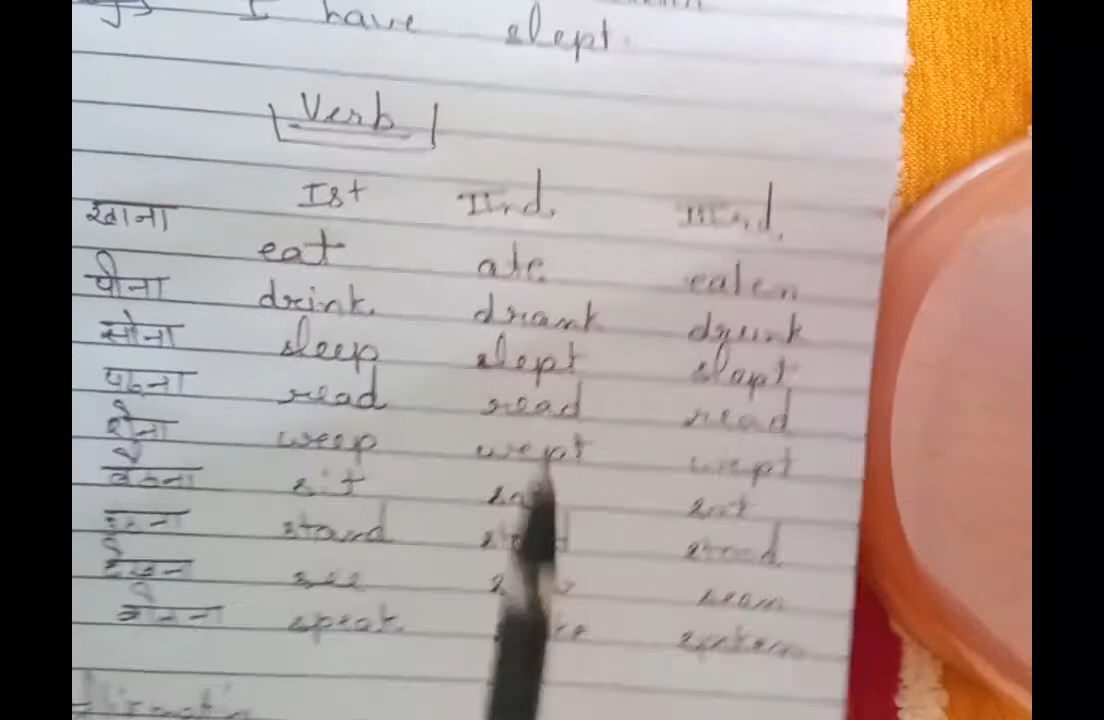 I have slept.
Verb
Ist IInd. IIIrd.
खाना eat ate eaten
पीना drink drank drunk
सोना sleep slept slept
पढ़ना read read read
रोना weep wept wept
बैठना sit sat sat
stand stood
देखना see seen
बोलना speak spoken